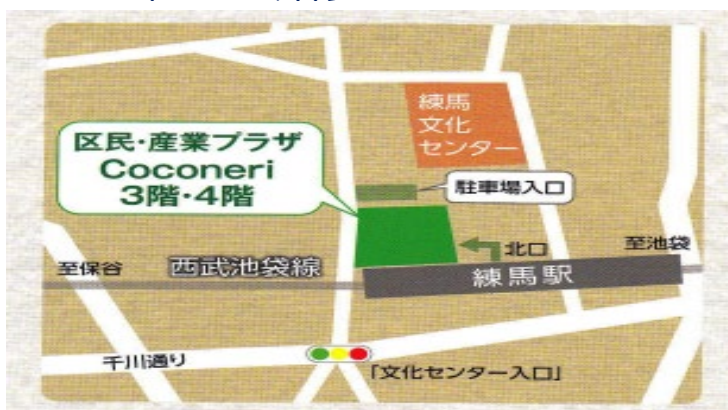 練馬
文化
センター
区民・産業プラザ
Coconeri
3階・4階
駐車場入口
北口
至池袋
至保谷
西武池袋線
練馬駅
千川通り
「文化センター入口」